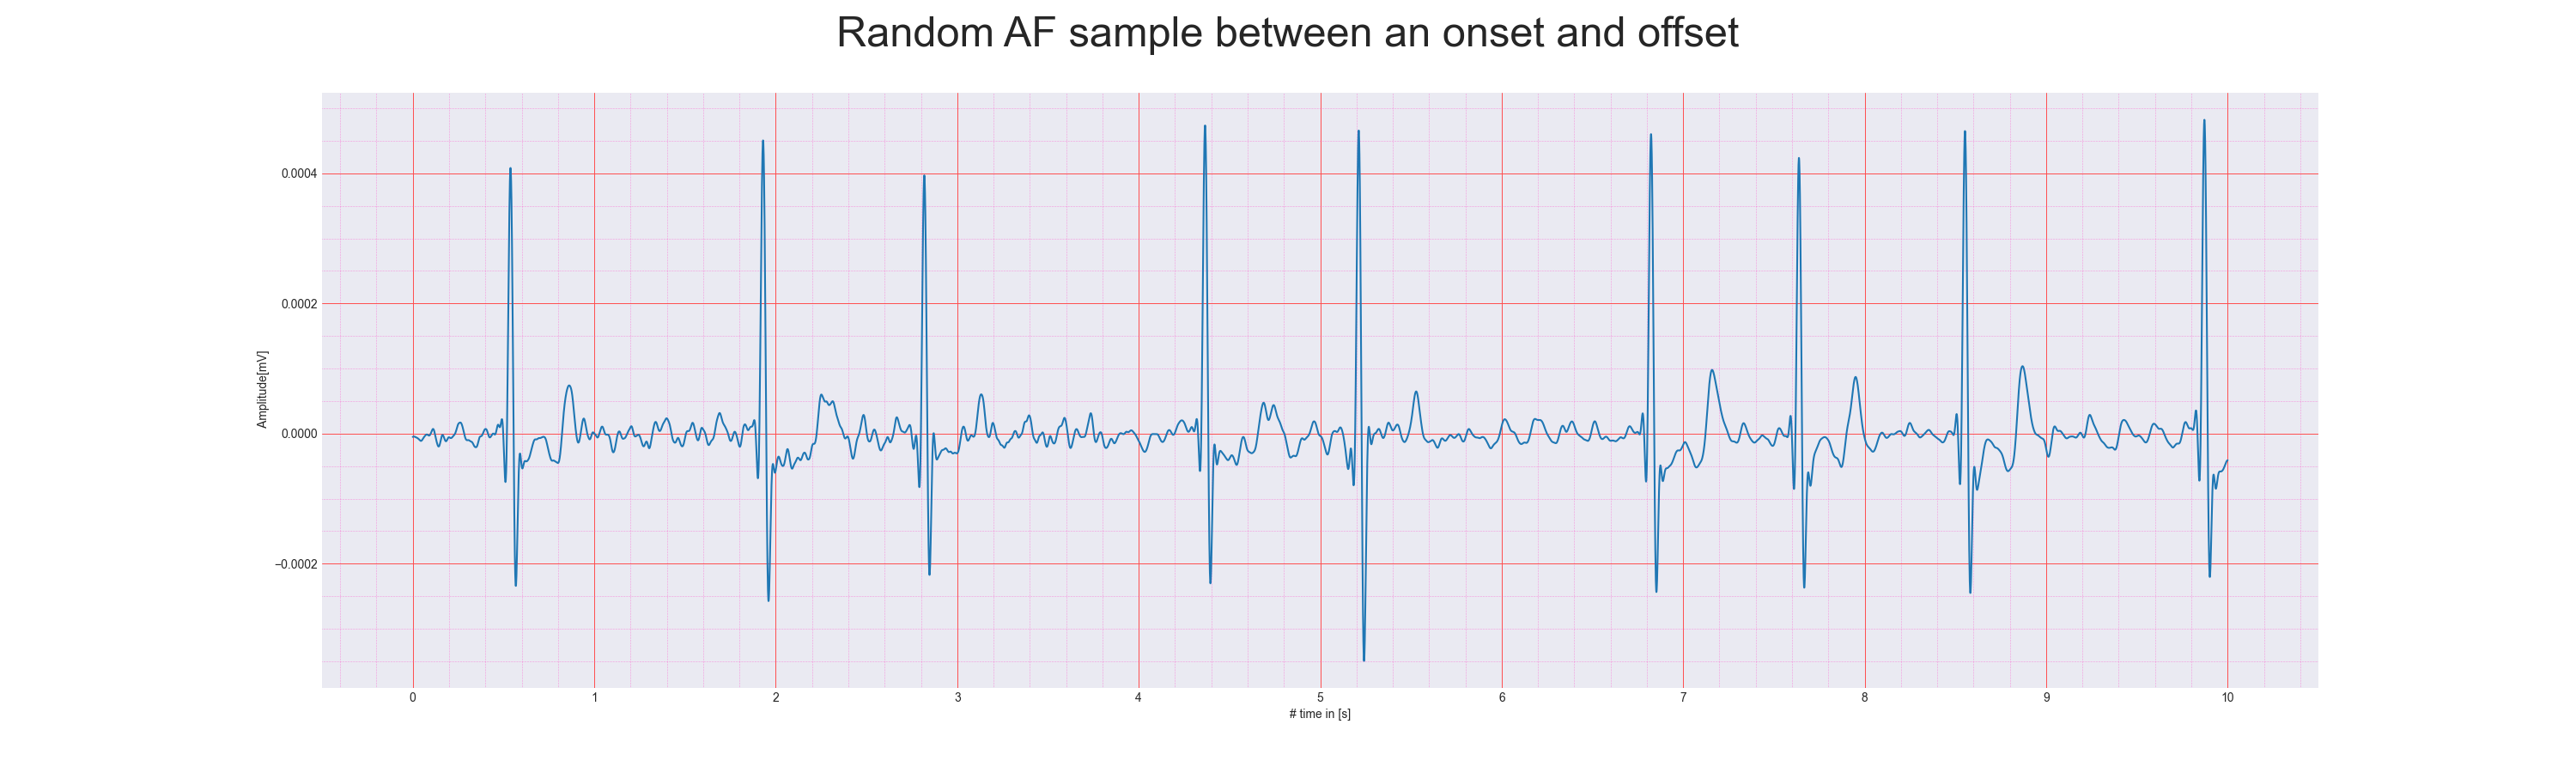 Random AF sample between an onset and offset
0.0004
0.0002
0.0000
−0.0002
Amplitude[mV]
0 1 2 3 4 5 6 7 8 9 10
# time in [s]